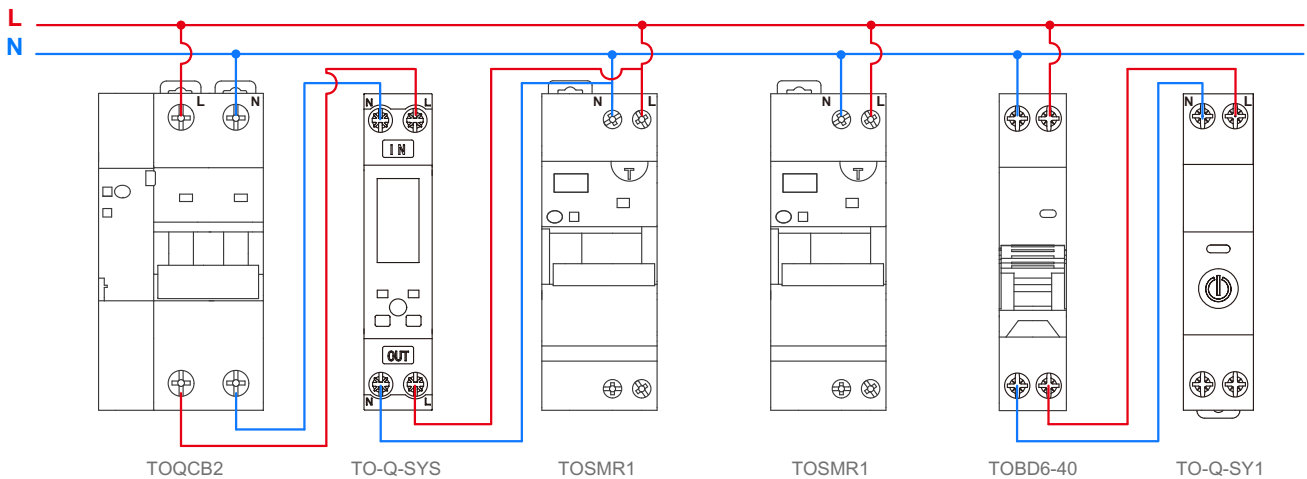 L
N
L N
N L
N L
N L
N L
IN
T
T
OUT
N L
TOQCB2 TO-Q-SYS TOSMR1 TOSMR1 TOBD6-40 TO-Q-SY1